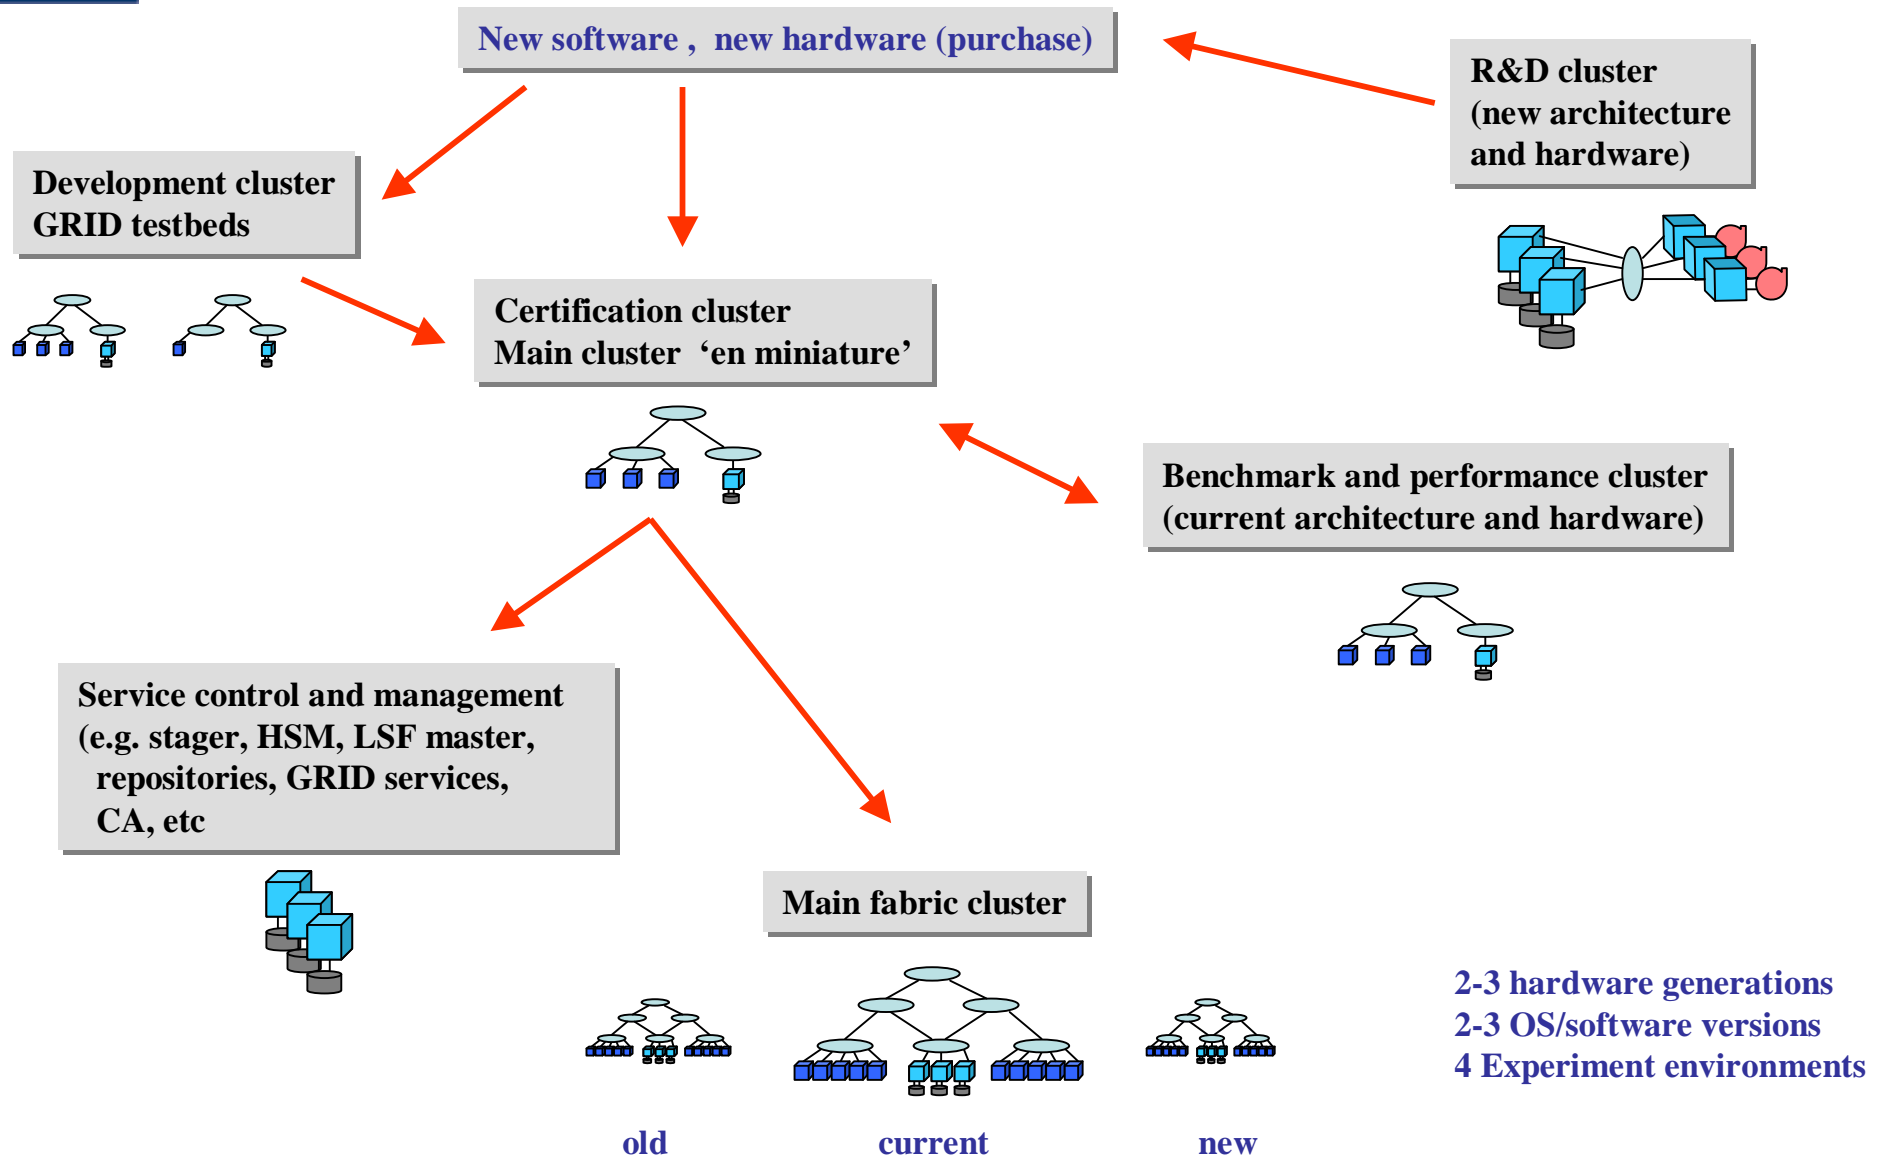 New software , new hardware (purchase)
R&D cluster
(new architecture
and hardware)
Development cluster
GRID testbeds
Certification cluster
Main cluster ‘en miniature’
Benchmark and performance cluster
(current architecture and hardware)
Service control and management
(e.g. stager, HSM, LSF master,
repositories, GRID services,
CA, etc
Main fabric cluster
2-3 hardware generations
2-3 OS/software versions
4 Experiment environments
old
current
new